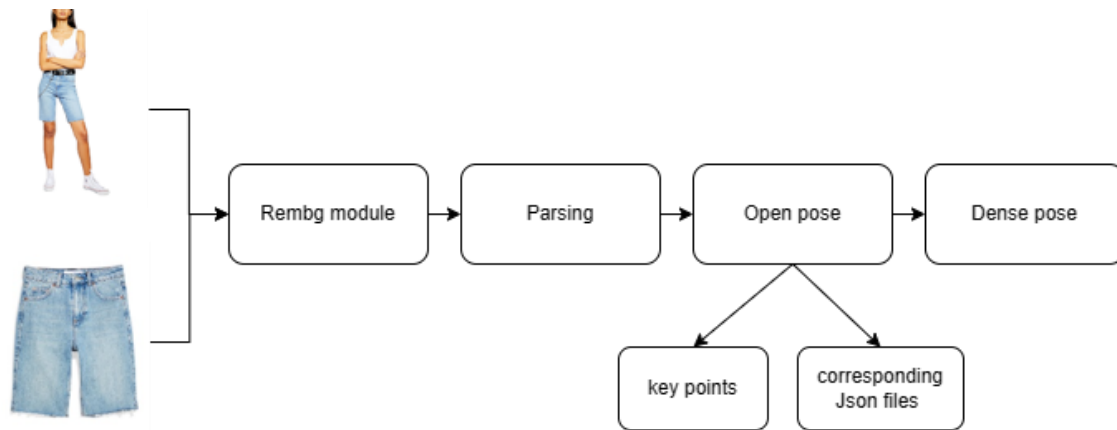 Rembg module
Parsing
Open pose
Dense pose
key points
corresponding
Json files